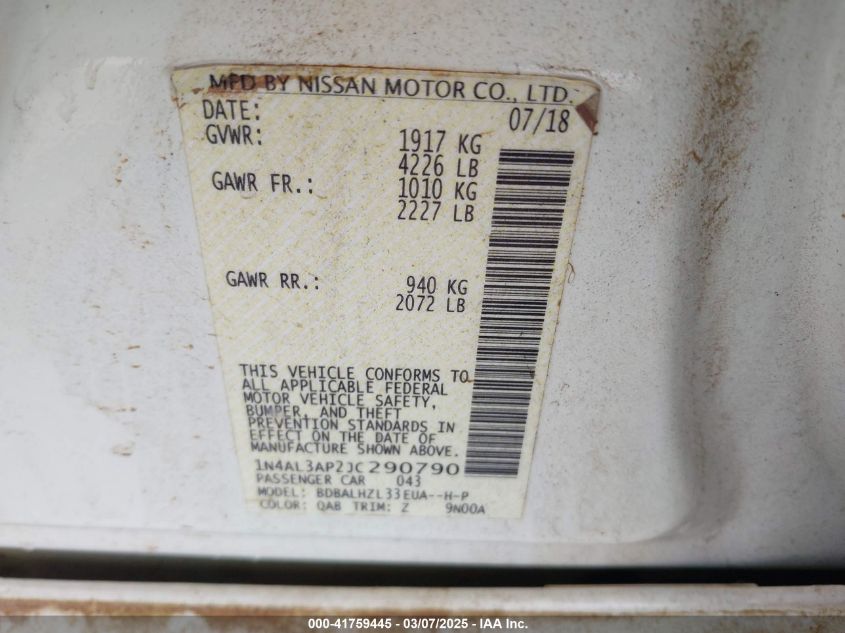 MFD BY NISSAN MOTOR CO., LTD.
DATE: 07/18
GVWR: 1917 KG
4226 LB
GAWR FR.: 1010 KG
2227 LB
GAWR RR.: 940 KG
2072 LB
THIS VEHICLE CONFORMS TO
ALL APPLICABLE FEDERAL
MOTOR VEHICLE SAFETY,
BUMPER, AND THEFT
PREVENTION STANDARDS IN
EFFECT ON THE DATE OF
MANUFACTURE SHOWN ABOVE.
1N4AL3AP2JC290790
PASSENGER CAR 043
MODEL: BDBALHZL33EUA--H-P
COLOR: QAB TRIM: Z 9N00A
000-41759445 - 03/07/2025 - IAA Inc.